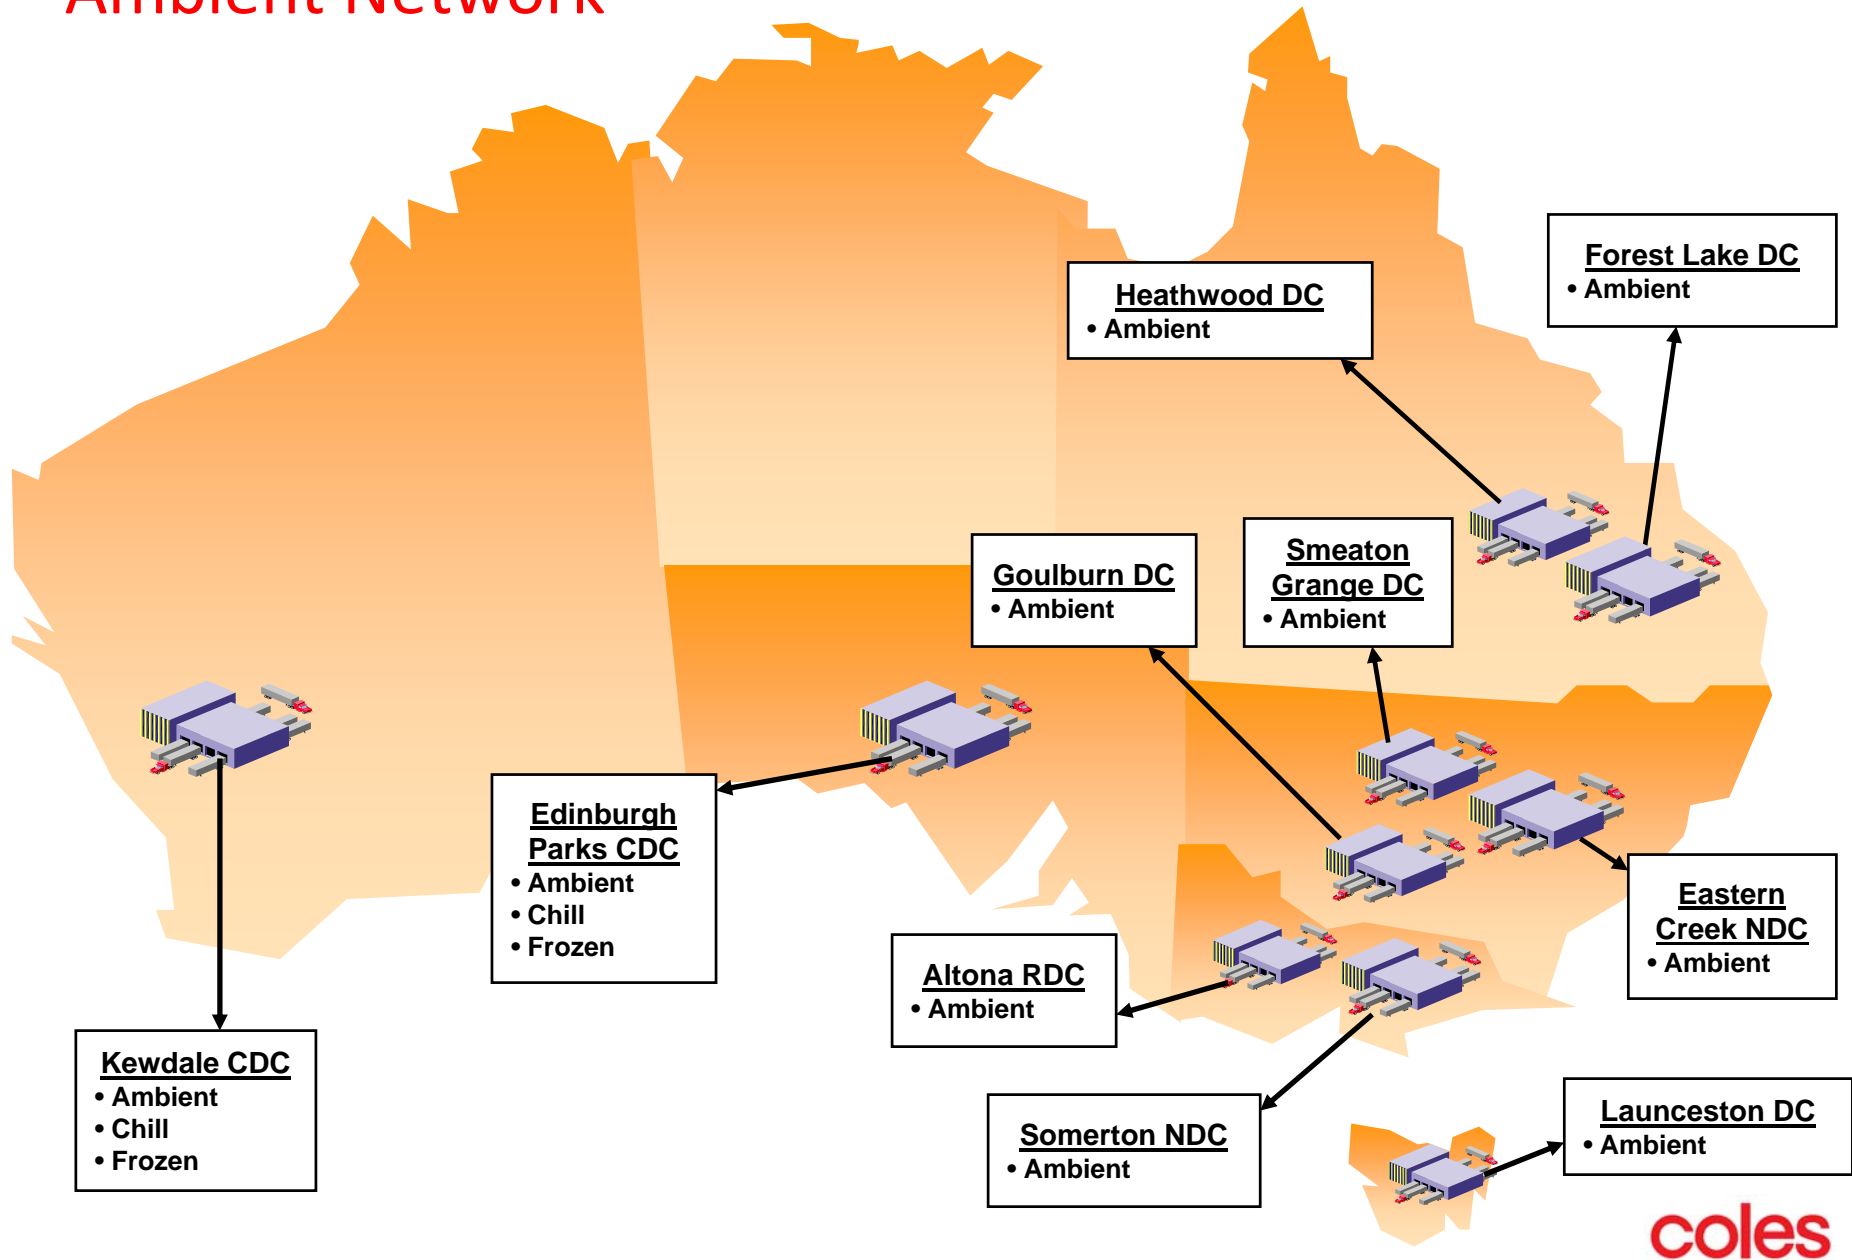 Ambient Network
Forest Lake DC
• Ambient
Heathwood DC
• Ambient
Smeaton
Grange DC
• Ambient
Goulburn DC
• Ambient
Edinburgh
Parks CDC
• Ambient
• Chill
• Frozen
Eastern
Creek NDC
• Ambient
Altona RDC
• Ambient
Kewdale CDC
• Ambient
• Chill
• Frozen
Somerton NDC
• Ambient
Launceston DC
• Ambient
coles